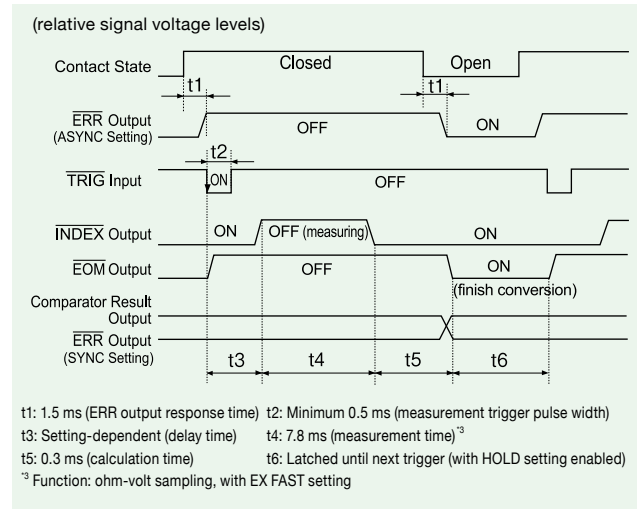 (relative signal voltage levels)
Contact State
Closed
Open
t1
t1
ERR Output
(ASYNC Setting)
OFF
ON
t2
TRIG Input
ON
OFF
INDEX Output
ON
OFF (measuring)
ON
EOM Output
OFF
ON
(finish conversion)
Comparator Result
Output
ERR Output
(SYNC Setting)
t3
t4
t5
t6
t1: 1.5 ms (ERR output response time) t2: Minimum 0.5 ms (measurement trigger pulse width)
t3: Setting-dependent (delay time) t4: 7.8 ms (measurement time)*3
t5: 0.3 ms (calculation time) t6: Latched until next trigger (with HOLD setting enabled)
*3 Function: ohm-volt sampling, with EX FAST setting